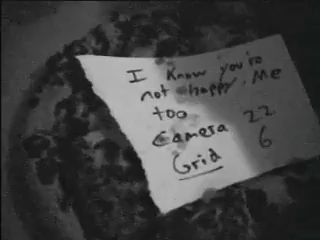 I know you're
not happy. Me
too
Camera 22
Grid 6